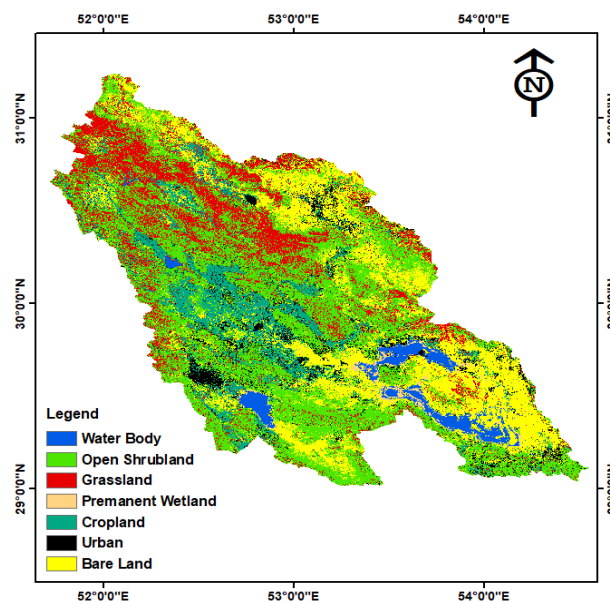 52°0'0"E
53°0'0"E
54°0'0"E
N
31°0'0"N
30°0'0"N
29°0'0"N
Legend
Water Body
Open Shrubland
Grassland
Premanent Wetland
Cropland
Urban
Bare Land
52°0'0"E
53°0'0"E
54°0'0"E